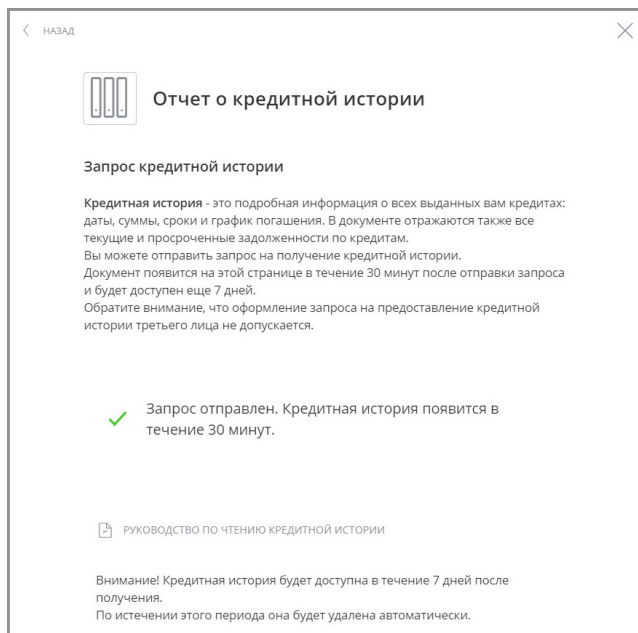 НАЗАД
Отчет о кредитной истории
Запрос кредитной истории
Кредитная история - это подробная информация о всех выданных вам кредитах:
даты, суммы, сроки и график погашения. В документе отражаются также все
текущие и просроченные задолженности по кредитам.
Вы можете отправить запрос на получение кредитной истории.
Документ появится на этой странице в течение 30 минут после отправки запроса
и будет доступен еще 7 дней.
Обратите внимание, что оформление запроса на предоставление кредитной
истории третьего лица не допускается.
Запрос отправлен. Кредитная история появится в
течение 30 минут.
РУКОВОДСТВО ПО ЧТЕНИЮ КРЕДИТНОЙ ИСТОРИИ
Внимание! Кредитная история будет доступна в течение 7 дней после
получения.
По истечении этого периода она будет удалена автоматически.